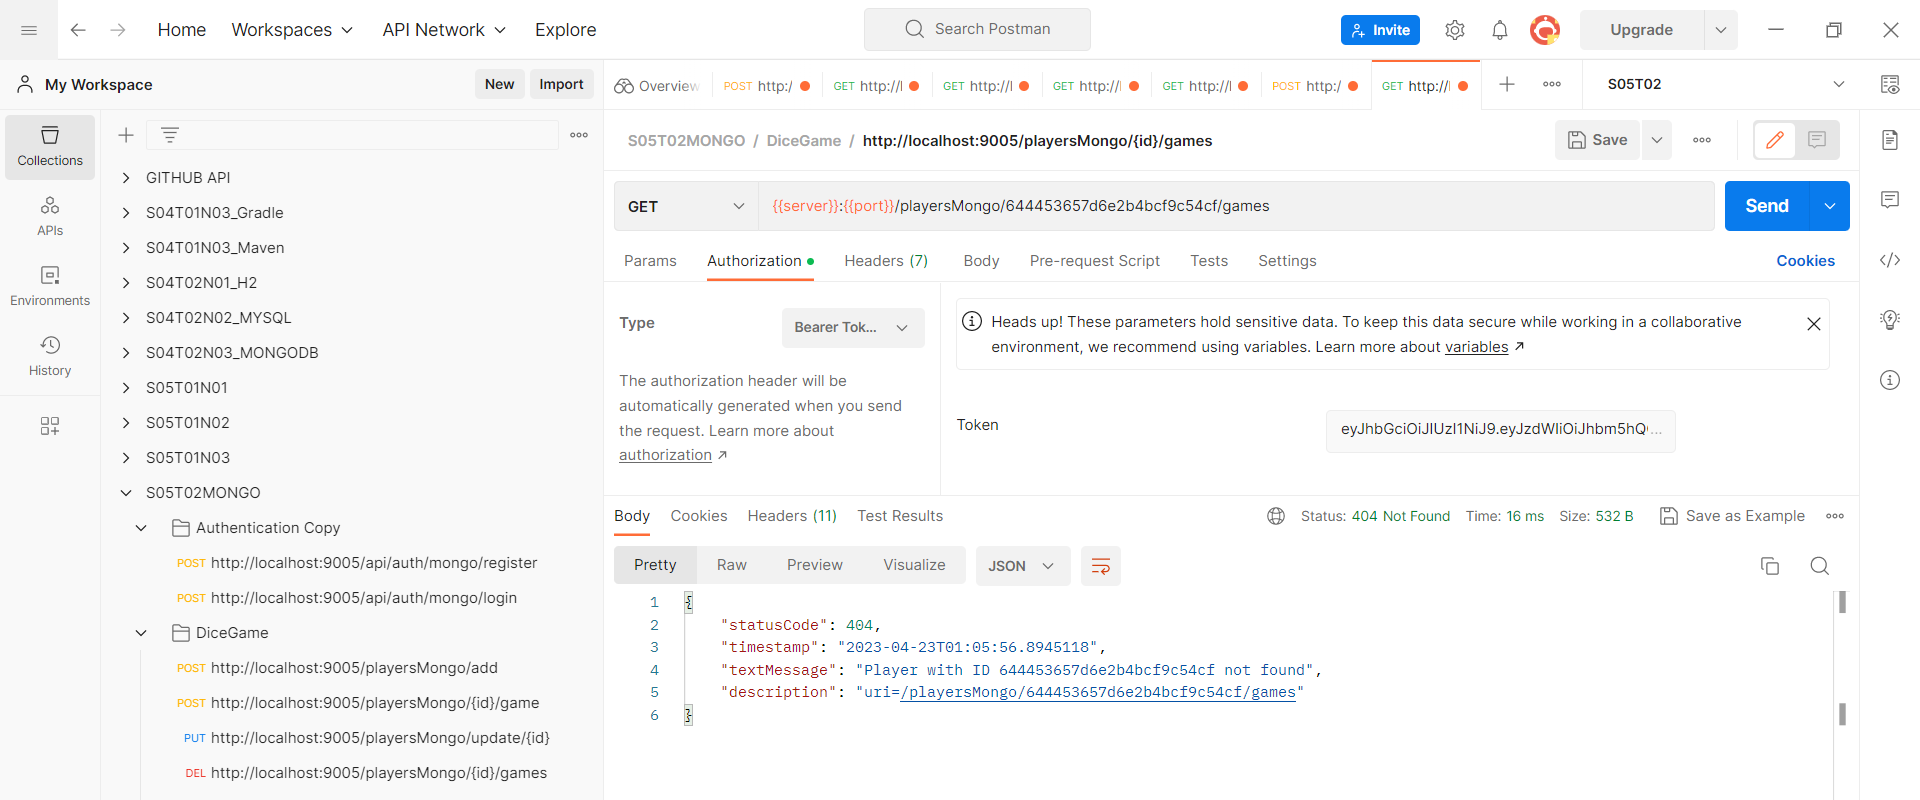 Home
Workspaces
API Network
Explore
Search Postman
Invite
Upgrade
My Workspace
New
Import
Overview
POST http:/
GET http://l
GET http://l
GET http://l
GET http://l
POST http:/
GET http://l
S05T02
Collections
APIs
Environments
History
GITHUB API
S04T01N03_Gradle
S04T01N03_Maven
S04T02N01_H2
S04T02N02_MYSQL
S04T02N03_MONGODB
S05T01N01
S05T01N02
S05T01N03
S05T02MONGO
Authentication Copy
POST http://localhost:9005/api/auth/mongo/register
POST http://localhost:9005/api/auth/mongo/login
DiceGame
POST http://localhost:9005/playersMongo/add
POST http://localhost:9005/playersMongo/{id}/game
PUT http://localhost:9005/playersMongo/update/{id}
DEL http://localhost:9005/playersMongo/{id}/games
S05T02MONGO / DiceGame / http://localhost:9005/playersMongo/{id}/games
Save
GET
{{server}}:{{port}}/playersMongo/644453657d6e2b4bcf9c54cf/games
Send
Params
Authorization
Headers (7)
Body
Pre-request Script
Tests
Settings
Cookies
Type
Bearer Tok...
The authorization header will be
automatically generated when you send
the request. Learn more about
authorization ↗
Heads up! These parameters hold sensitive data. To keep this data secure while working in a collaborative
environment, we recommend using variables. Learn more about variables ↗
Token
eyJhbGciOiJIUzI1NiJ9.eyJzdWIiOiJhbm5hQ...
Body
Cookies
Headers (11)
Test Results
Status: 404 Not Found
Time: 16 ms
Size: 532 B
Save as Example
Pretty
Raw
Preview
Visualize
JSON
1 {
2 "statusCode": 404,
3 "timestamp": "2023-04-23T01:05:56.8945118",
4 "textMessage": "Player with ID 644453657d6e2b4bcf9c54cf not found",
5 "description": "uri=/playersMongo/644453657d6e2b4bcf9c54cf/games"
6 }